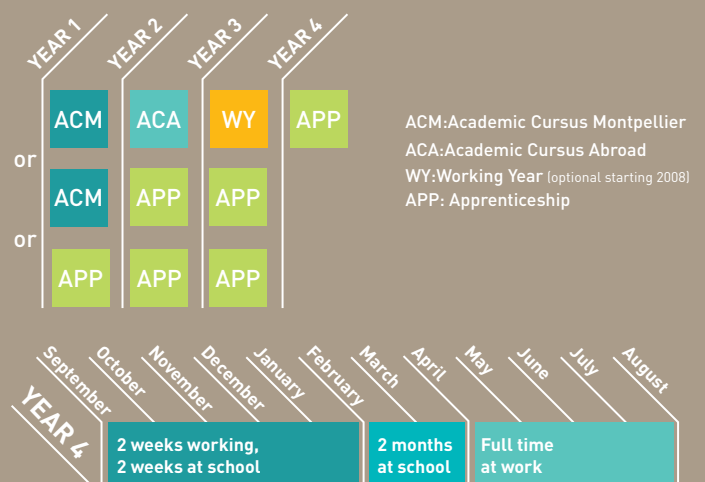 YEAR 1
YEAR 2
YEAR 3
YEAR 4
ACM ACA WY APP
or
ACM APP APP
or
APP APP APP
ACM:Academic Cursus Montpellier
ACA:Academic Cursus Abroad
WY:Working Year (optional starting 2008)
APP: Apprenticeship
September
October
November
December
January
February
March
April
May
June
July
August
YEAR 4
2 weeks working,
2 weeks at school
2 months
at school
Full time
at work